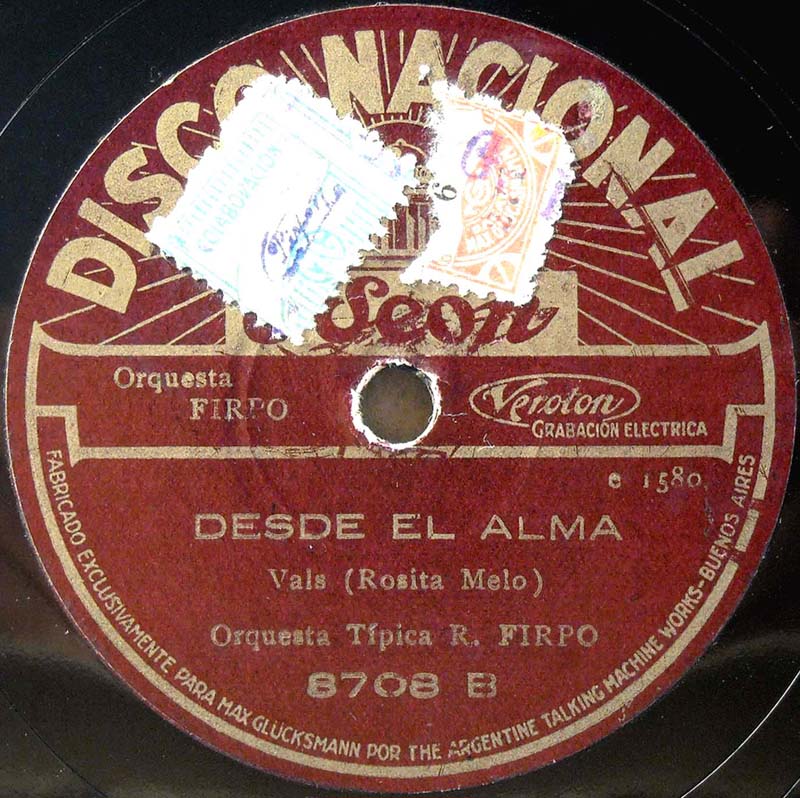 DISCO NACIONAL
Odeon
Orquesta
FIRPO
Veroton
GRABACIÓN ELECTRICA
e 1580
DESDE EL ALMA
Vals (Rosita Melo)
Orquesta Típica R. FIRPO
8708 B
FABRICADO EXCLUSIVAMENTE PARA MAX GLÜCKSMANN POR THE ARGENTINE TALKING MACHINE WORKS-BUENOS AIRES